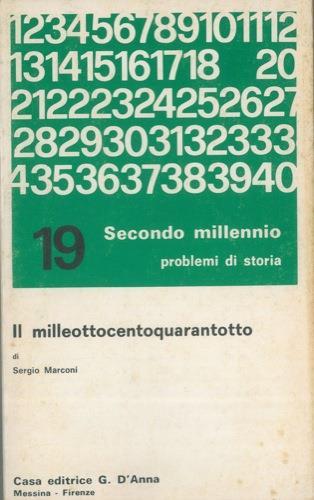 123456789101112
131415161718 20
21222324252627
2829303132333
4353637383940
19
Secondo millennio
problemi di storia
Il milleottocentoquarantotto
di
Sergio Marconi
Casa editrice G. D'Anna
Messina - Firenze